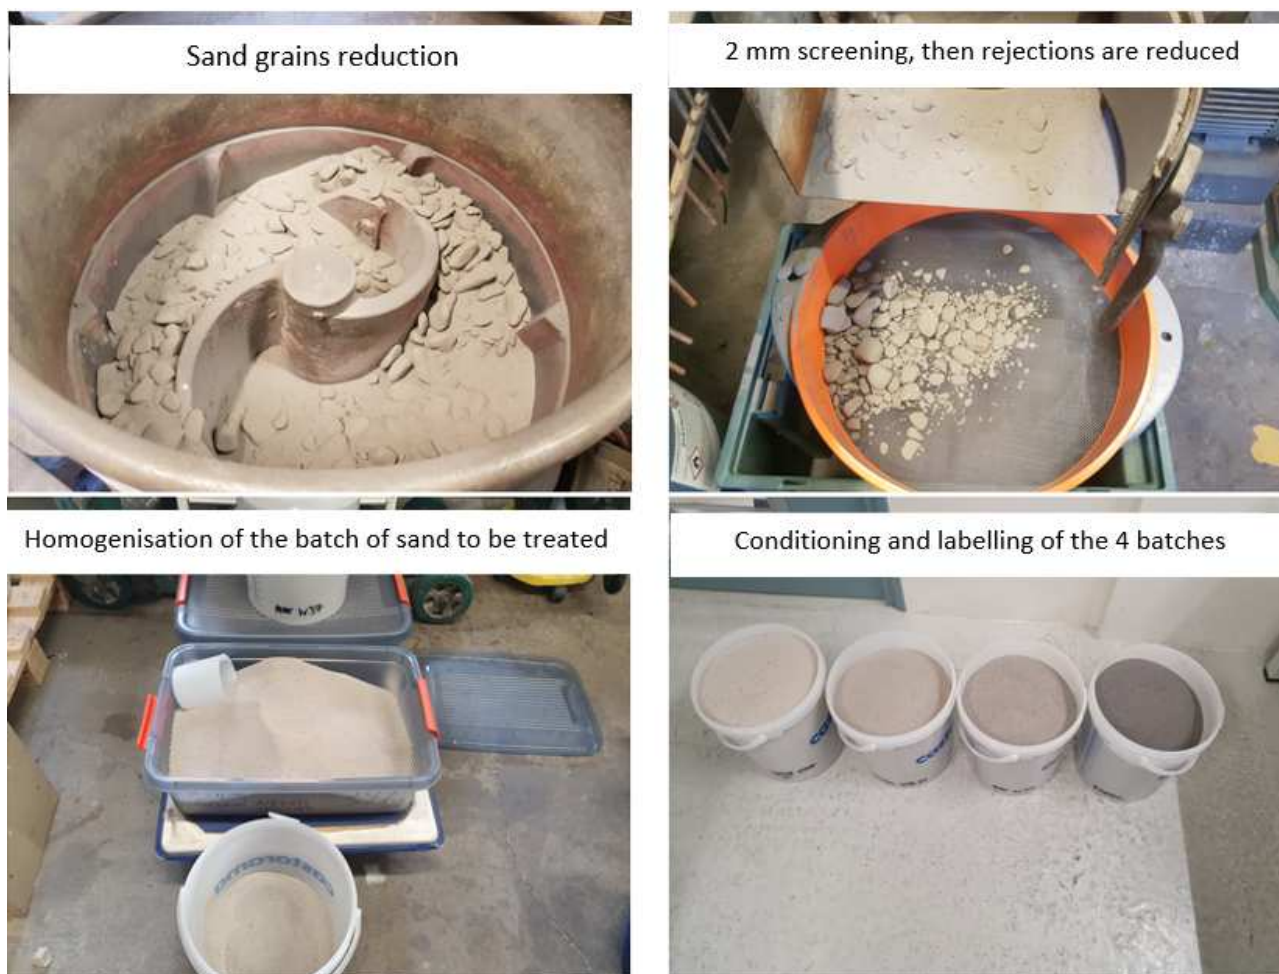 Sand grains reduction
2 mm screening, then rejections are reduced
Homogenisation of the batch of sand to be treated
Conditioning and labelling of the 4 batches
castorama